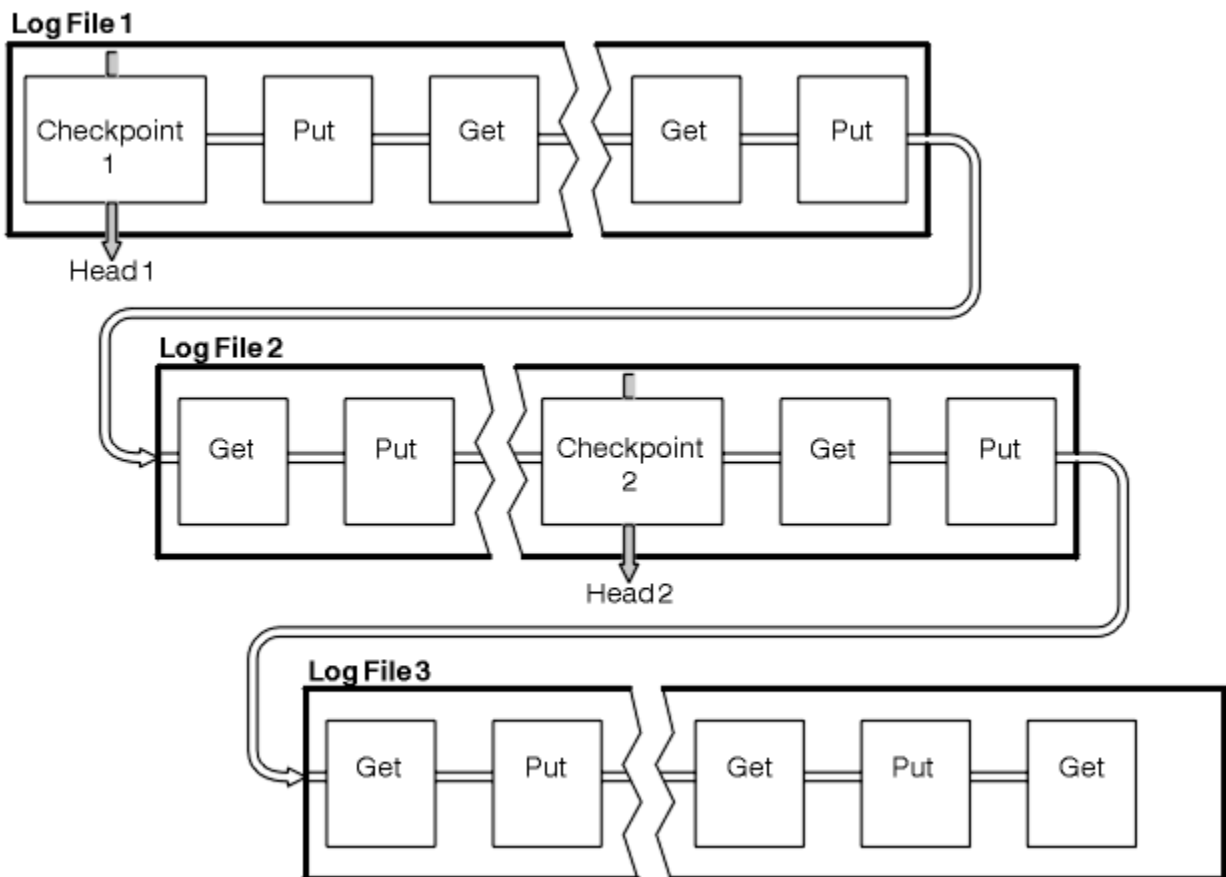 Log File 1
Checkpoint
1
Put
Get
Get
Put
Head 1
Log File 2
Get
Put
Checkpoint
2
Get
Put
Head 2
Log File 3
Get
Put
Get
Put
Get